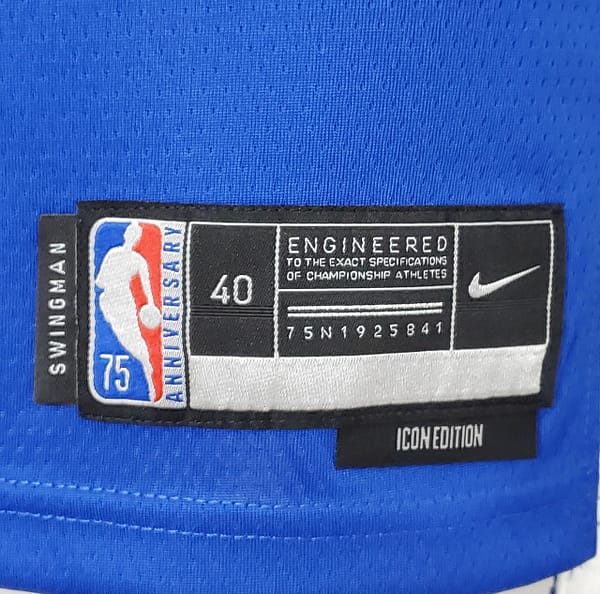 SWINGMAN
75
ANNIVERSARY
40
ENGINEERED
TO THE EXACT SPECIFICATIONS
OF CHAMPIONSHIP ATHLETES
75N1925841
ICON EDITION